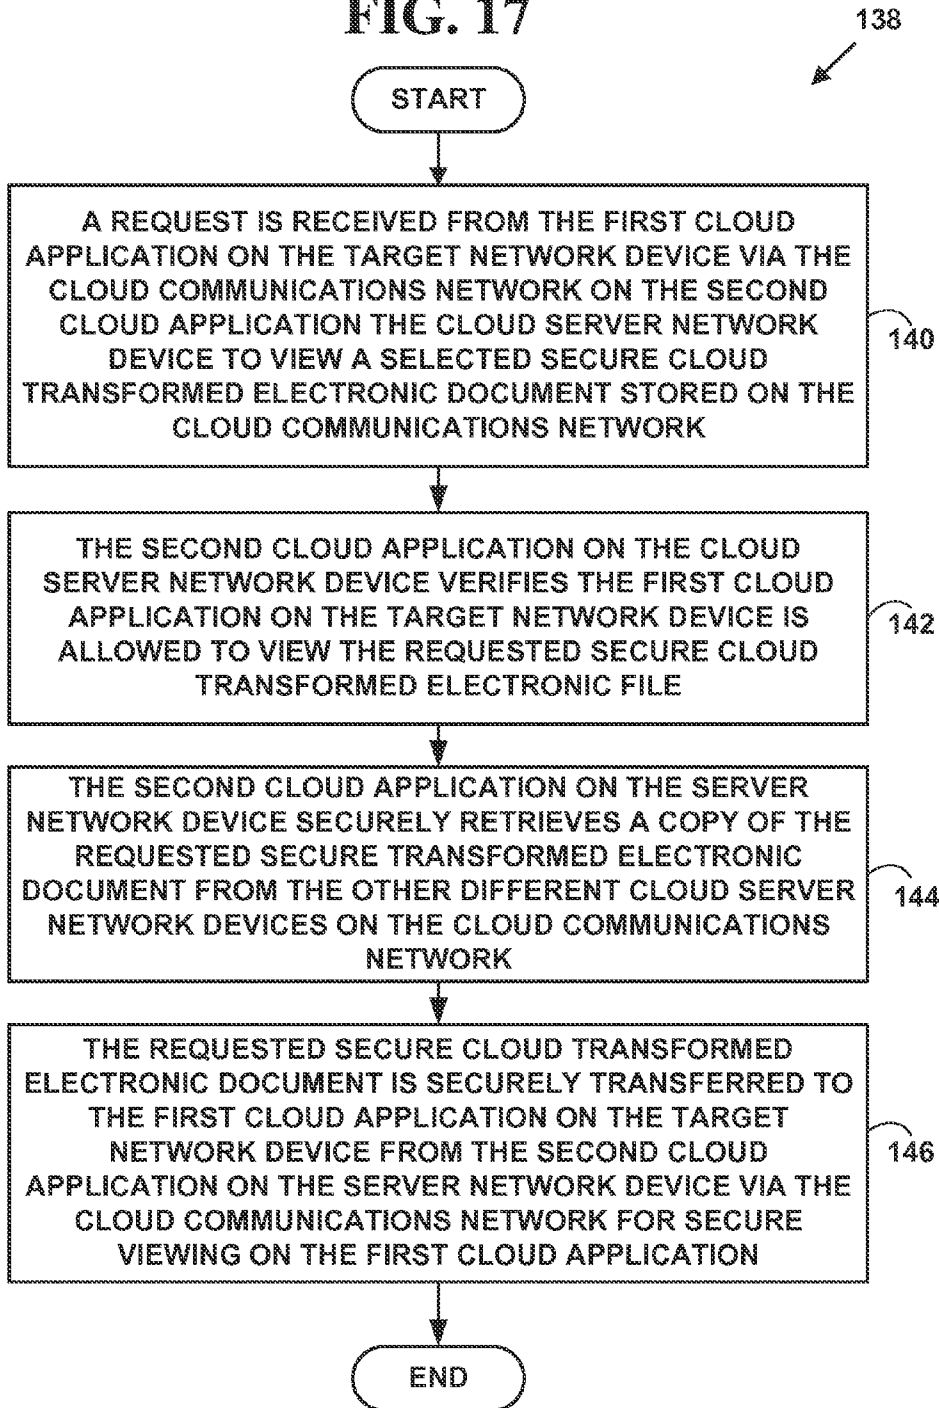 FIG. 17
138
START
A REQUEST IS RECEIVED FROM THE FIRST CLOUD
APPLICATION ON THE TARGET NETWORK DEVICE VIA THE
CLOUD COMMUNICATIONS NETWORK ON THE SECOND
CLOUD APPLICATION THE CLOUD SERVER NETWORK
DEVICE TO VIEW A SELECTED SECURE CLOUD
TRANSFORMED ELECTRONIC DOCUMENT STORED ON THE
CLOUD COMMUNICATIONS NETWORK
140
THE SECOND CLOUD APPLICATION ON THE CLOUD
SERVER NETWORK DEVICE VERIFIES THE FIRST CLOUD
APPLICATION ON THE TARGET NETWORK DEVICE IS
ALLOWED TO VIEW THE REQUESTED SECURE CLOUD
TRANSFORMED ELECTRONIC FILE
142
THE SECOND CLOUD APPLICATION ON THE SERVER
NETWORK DEVICE SECURELY RETRIEVES A COPY OF THE
REQUESTED SECURE TRANSFORMED ELECTRONIC
DOCUMENT FROM THE OTHER DIFFERENT CLOUD SERVER
NETWORK DEVICES ON THE CLOUD COMMUNICATIONS
NETWORK
144
THE REQUESTED SECURE CLOUD TRANSFORMED
ELECTRONIC DOCUMENT IS SECURELY TRANSFERRED TO
THE FIRST CLOUD APPLICATION ON THE TARGET
NETWORK DEVICE FROM THE SECOND CLOUD
APPLICATION ON THE SERVER NETWORK DEVICE VIA THE
CLOUD COMMUNICATIONS NETWORK FOR SECURE
VIEWING ON THE FIRST CLOUD APPLICATION
146
END